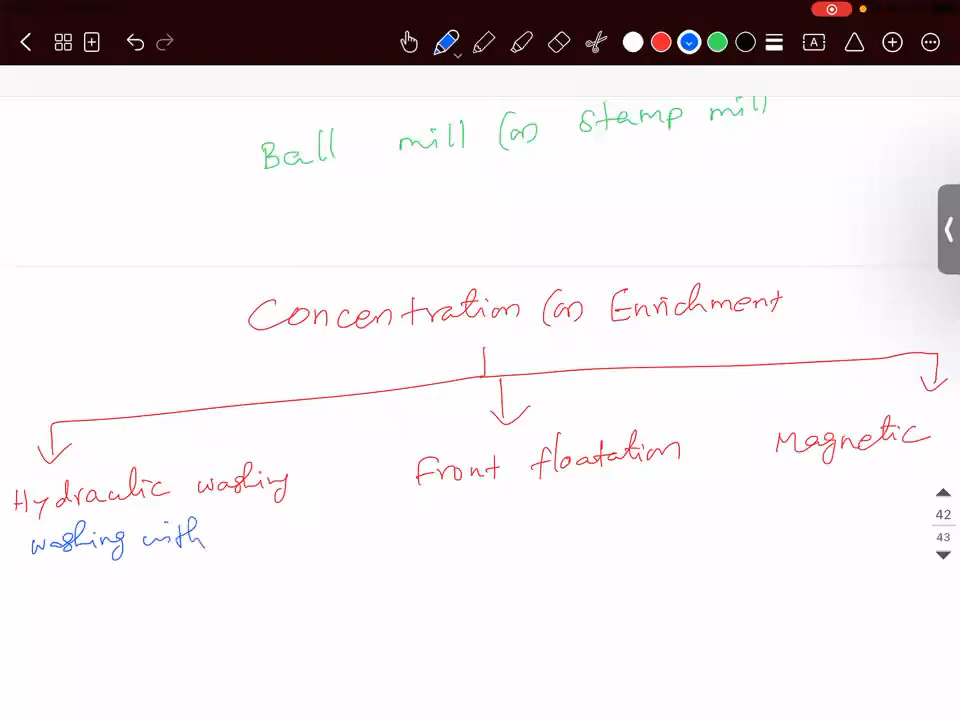 Ball mill (or) stamp mill
Concentration (or) Enrichment
Hydraulic washing
Front floatation
Magnetic
washing with
42
43